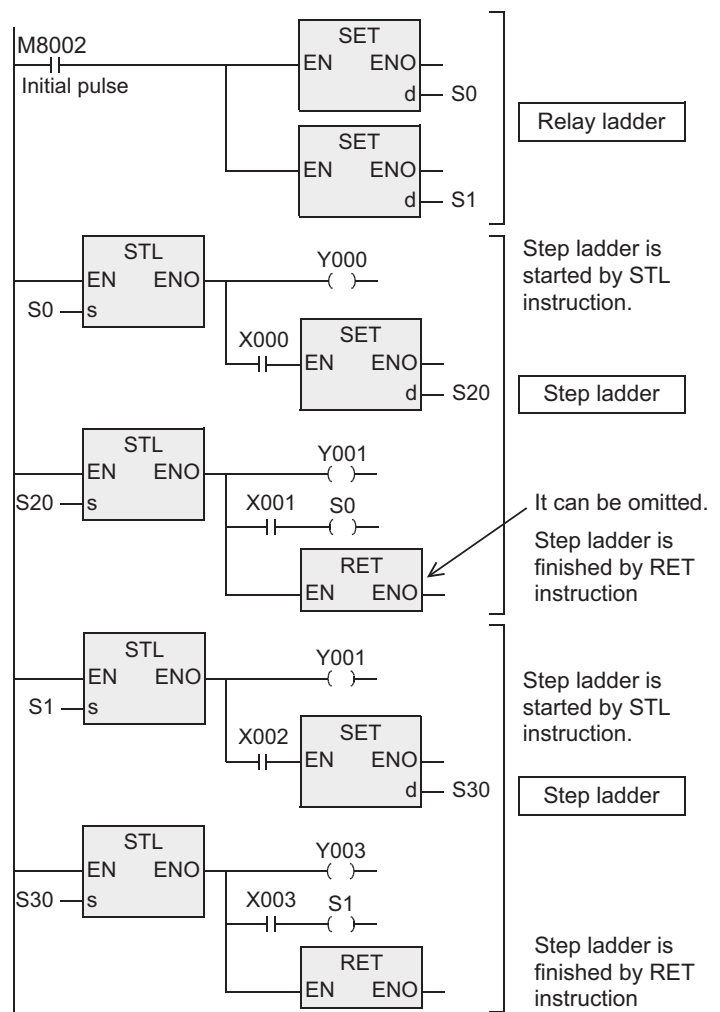 M8002
Initial pulse
SET
EN ENO
d S0
SET
EN ENO
d S1
Relay ladder
STL
EN ENO
S0 s
Y000
X000
SET
EN ENO
d S20
Step ladder is
started by STL
instruction.
Step ladder
STL
EN ENO
S20 s
Y001
X001 S0
RET
EN ENO
It can be omitted.
Step ladder is
finished by RET
instruction
STL
EN ENO
S1 s
Y001
X002
SET
EN ENO
d S30
Step ladder is
started by STL
instruction.
Step ladder
STL
EN ENO
S30 s
Y003
X003 S1
RET
EN ENO
Step ladder is
finished by RET
instruction